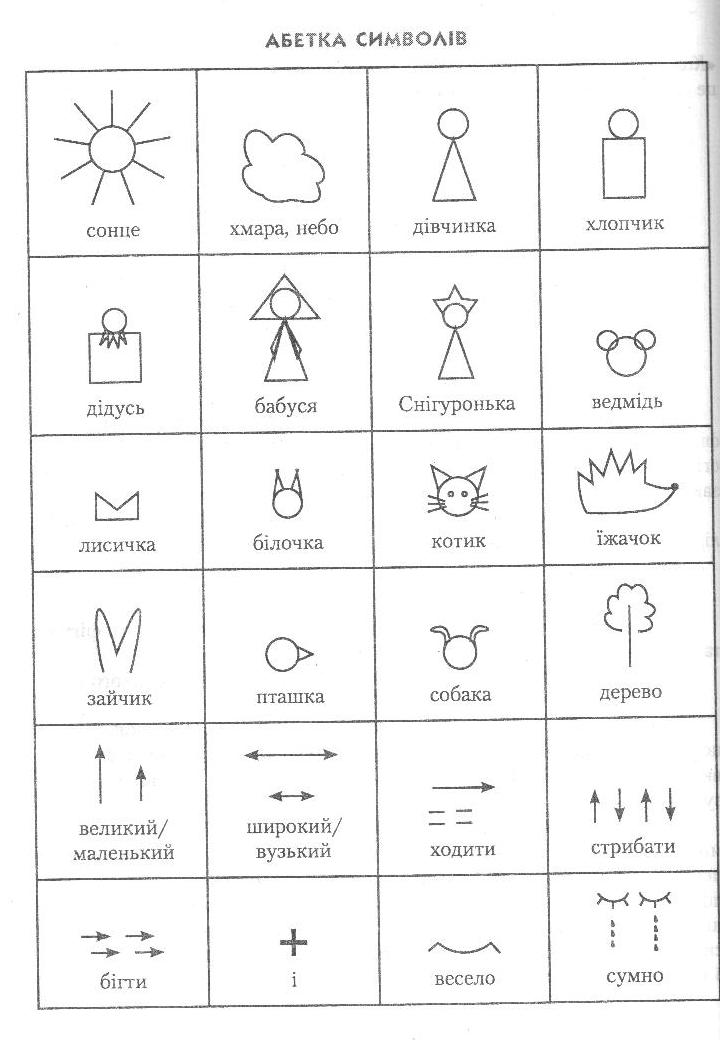 АБЕТКА СИМВОЛІВ
сонце
хмара, небо
дівчинка
хлопчик
дідусь
бабуся
Снігуронька
ведмідь
лисичка
білочка
котик
їжачок
зайчик
пташка
собака
дерево
великий/
маленький
широкий/
вузький
ходити
стрибати
бігти
і
весело
сумно